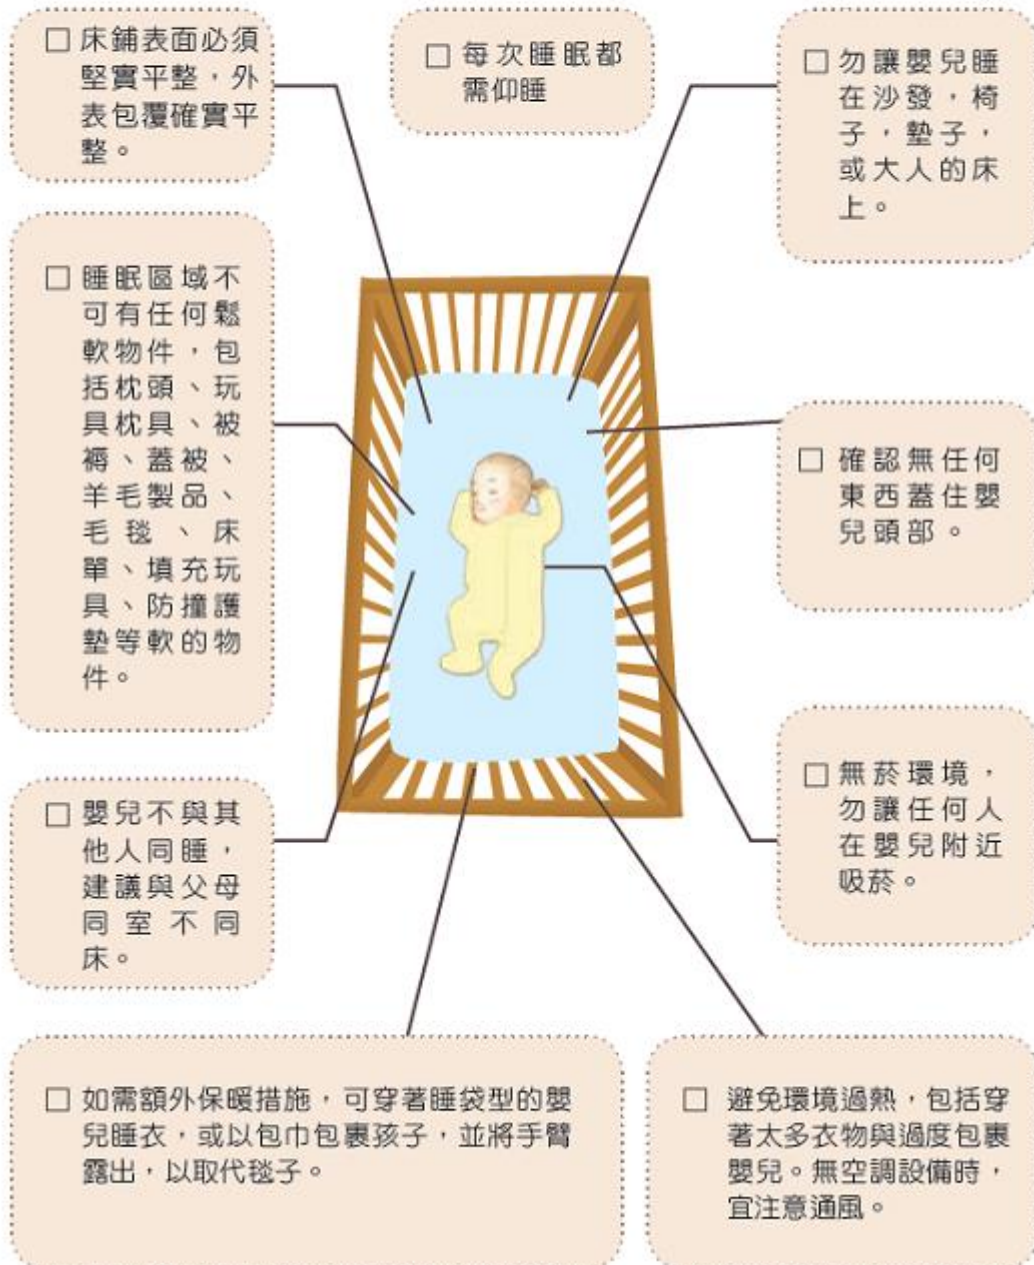 □ 床鋪表面必須
堅實平整，外
表包覆確實平
整。
□ 每次睡眠都
需仰睡
□ 勿讓嬰兒睡
在沙發，椅
子，墊子，
或大人的床
上。
□ 睡眠區域不
可有任何鬆
軟物件，包
括枕頭、玩
具枕具、被
褥、蓋被、
羊毛製品、
毛毯、床
單、填充玩
具、防撞護
墊等軟的物
件。
□ 確認無任何
東西蓋住嬰
兒頭部。
□ 嬰兒不與其
他人同睡，
建議與父母
同室不同
床。
□ 無菸環境，
勿讓任何人
在嬰兒附近
吸菸。
□ 如需額外保暖措施，可穿著睡袋型的嬰
兒睡衣，或以包巾包裹孩子，並將手臂
露出，以取代毯子。
□ 避免環境過熱，包括穿
著太多衣物與過度包裹
嬰兒。無空調設備時，
宜注意通風。